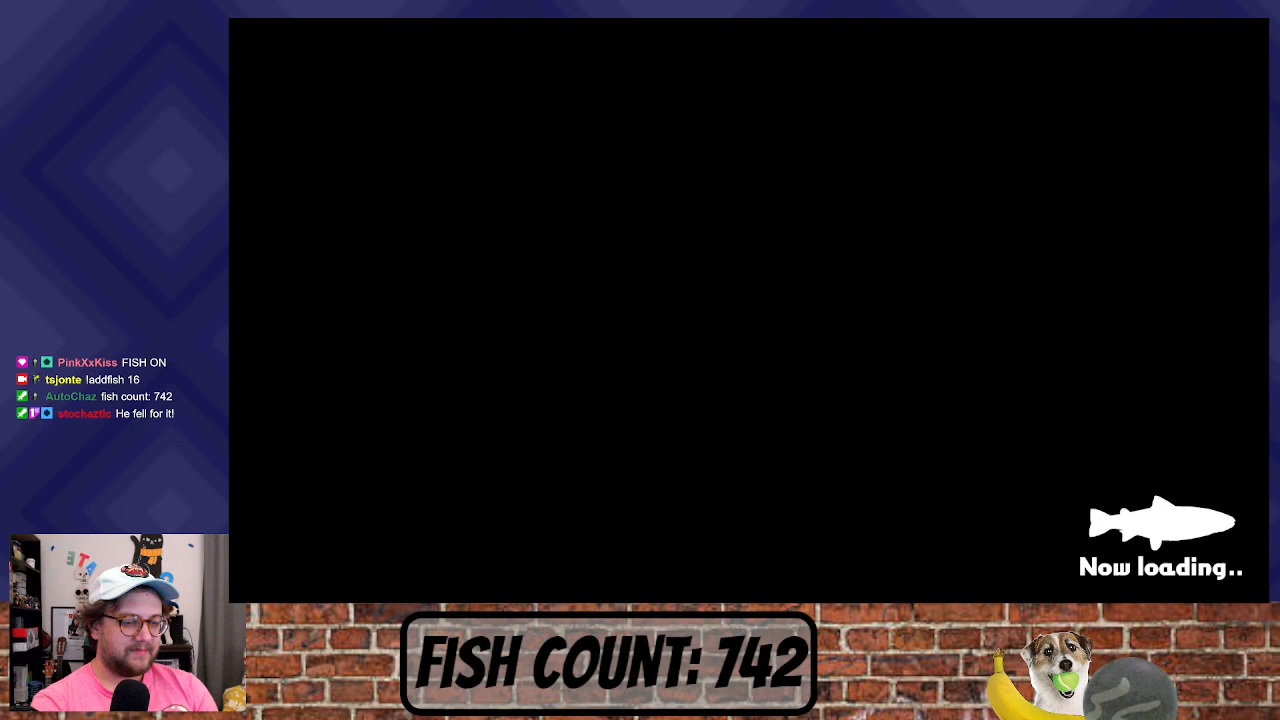 PinkXxKiss FISH ON
tsjonte !addfish 16
AutoChaz fish count: 742
stochaztic He fell for it!
Now loading..
FISH COUNT: 742